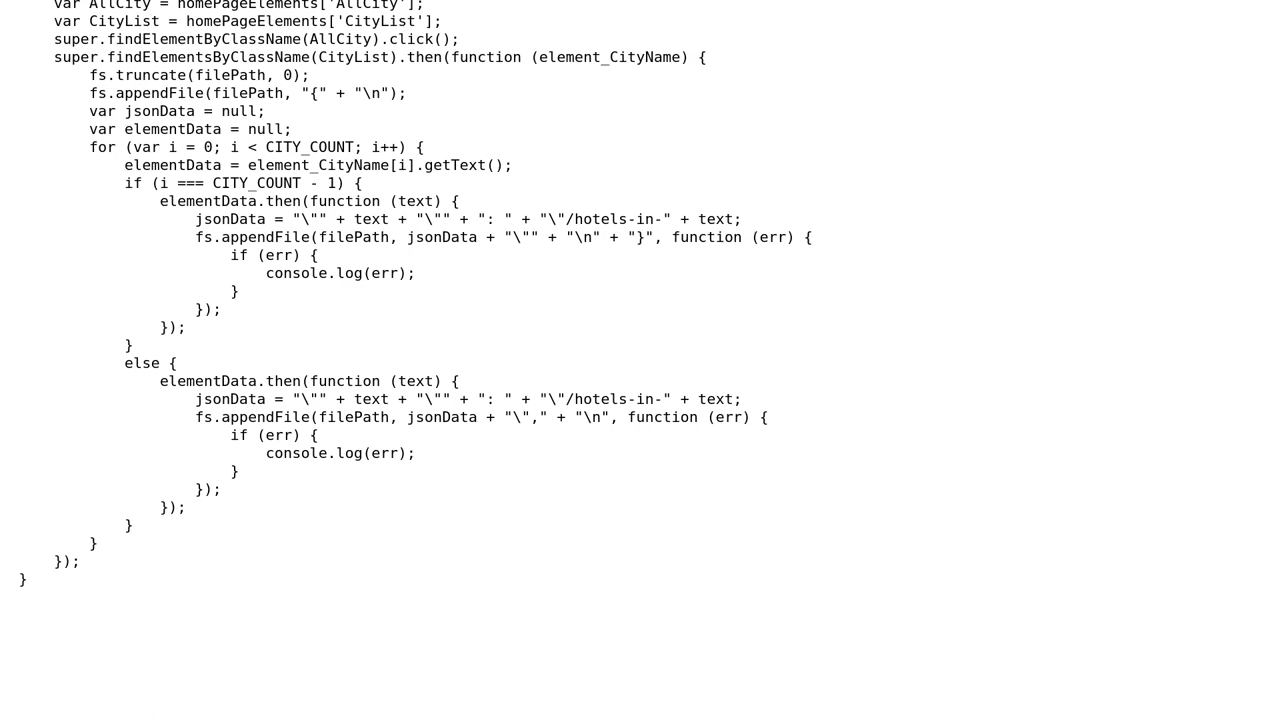 var AllCity = homePageElements['AllCity'];
var CityList = homePageElements['CityList'];
super.findElementByClassName(AllCity).click();
super.findElementsByClassName(CityList).then(function (element_CityName) {
fs.truncate(filePath, 0);
fs.appendFile(filePath, "{" + "\n");
var jsonData = null;
var elementData = null;
for (var i = 0; i < CITY_COUNT; i++) {
elementData = element_CityName[i].getText();
if (i === CITY_COUNT - 1) {
elementData.then(function (text) {
jsonData = "\"" + text + "\"" + ": " + "\"/hotels-in-" + text;
fs.appendFile(filePath, jsonData + "\"" + "\n" + "}", function (err) {
if (err) {
console.log(err);
}
});
});
}
else {
elementData.then(function (text) {
jsonData = "\"" + text + "\"" + ": " + "\"/hotels-in-" + text;
fs.appendFile(filePath, jsonData + "\"," + "\n", function (err) {
if (err) {
console.log(err);
}
});
});
}
}
});
}